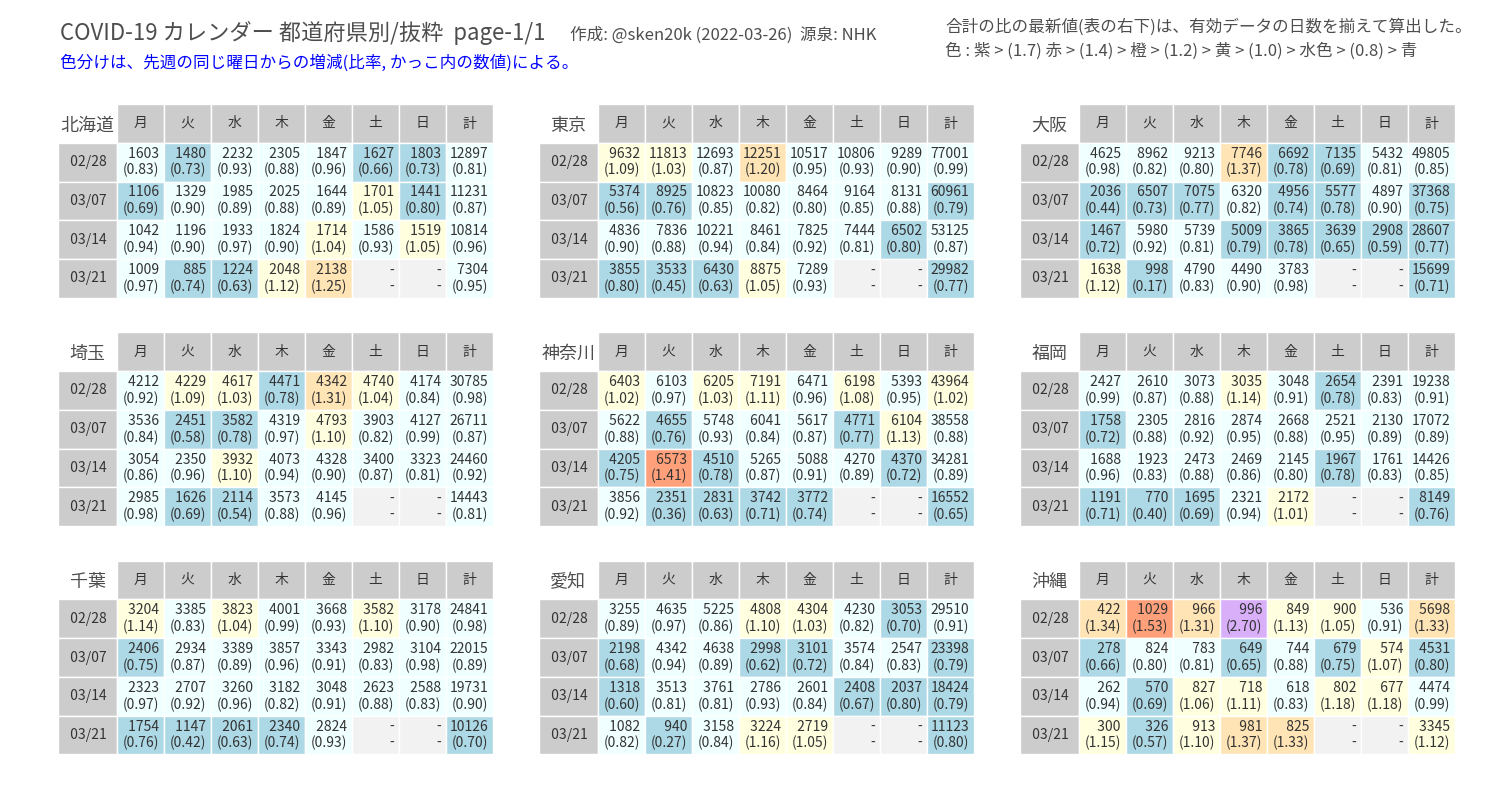 COVID-19 カレンダー 都道府県別/抜粋 page-1/1 作成: @sken20k (2022-03-26) 源泉: NHK
合計の比の最新値(表の右下)は、有効データの日数を揃えて算出した。
色分けは、先週の同じ曜日からの増減(比率, かっこ内の数値)による。
色 : 紫 > (1.7) 赤 > (1.4) 橙 > (1.2) 黄 > (1.0) > 水色 > (0.8) > 青
北海道 月 火 水 木 金 土 日 計
02/28 1603 1480 2232 2305 1847 1627 1803 12897
(0.83) (0.73) (0.93) (0.88) (0.96) (0.66) (0.73) (0.81)
03/07 1106 1329 1985 2025 1644 1701 1441 11231
(0.69) (0.90) (0.89) (0.88) (0.89) (1.05) (0.80) (0.87)
03/14 1042 1196 1933 1824 1714 1586 1519 10814
(0.94) (0.90) (0.97) (0.90) (1.04) (0.93) (1.05) (0.96)
03/21 1009 885 1224 2048 2138 - - 7304
(0.97) (0.74) (0.63) (1.12) (1.25) - - (0.95)
東京 月 火 水 木 金 土 日 計
02/28 9632 11813 12693 12251 10517 10806 9289 77001
(1.09) (1.03) (0.87) (1.20) (0.95) (0.93) (0.90) (0.99)
03/07 5374 8925 10823 10080 8464 9164 8131 60961
(0.56) (0.76) (0.85) (0.82) (0.80) (0.85) (0.88) (0.79)
03/14 4836 7836 10221 8461 7825 7444 6502 53125
(0.90) (0.88) (0.94) (0.84) (0.92) (0.81) (0.80) (0.87)
03/21 3855 3533 6430 8875 7289 - - 29982
(0.80) (0.45) (0.63) (1.05) (0.93) - - (0.77)
大阪 月 火 水 木 金 土 日 計
02/28 4625 8962 9213 7746 6692 7135 5432 49805
(0.98) (0.82) (0.80) (1.37) (0.78) (0.69) (0.81) (0.85)
03/07 2036 6507 7075 6320 4956 5577 4897 37368
(0.44) (0.73) (0.77) (0.82) (0.74) (0.78) (0.90) (0.75)
03/14 1467 5980 5739 5009 3865 3639 2908 28607
(0.72) (0.92) (0.81) (0.79) (0.78) (0.65) (0.59) (0.77)
03/21 1638 998 4790 4490 3783 - - 15699
(1.12) (0.17) (0.83) (0.90) (0.98) - - (0.71)
埼玉 月 火 水 木 金 土 日 計
02/28 4212 4229 4617 4471 4342 4740 4174 30785
(0.92) (1.09) (1.03) (0.78) (1.31) (1.04) (0.84) (0.98)
03/07 3536 2451 3582 4319 4793 3903 4127 26711
(0.84) (0.58) (0.78) (0.97) (1.10) (0.82) (0.99) (0.87)
03/14 3054 2350 3932 4073 4328 3400 3323 24460
(0.86) (0.96) (1.10) (0.94) (0.90) (0.87) (0.81) (0.92)
03/21 2985 1626 2114 3573 4145 - - 14443
(0.98) (0.69) (0.54) (0.88) (0.96) - - (0.81)
神奈川 月 火 水 木 金 土 日 計
02/28 6403 6103 6205 7191 6471 6198 5393 43964
(1.02) (0.97) (1.03) (1.11) (0.96) (1.08) (0.95) (1.02)
03/07 5622 4655 5748 6041 5617 4771 6104 38558
(0.88) (0.76) (0.93) (0.84) (0.87) (0.77) (1.13) (0.88)
03/14 4205 6573 4510 5265 5088 4270 4370 34281
(0.75) (1.41) (0.78) (0.87) (0.91) (0.89) (0.72) (0.89)
03/21 3856 2351 2831 3742 3772 - - 16552
(0.92) (0.36) (0.63) (0.71) (0.74) - - (0.65)
福岡 月 火 水 木 金 土 日 計
02/28 2427 2610 3073 3035 3048 2654 2391 19238
(0.99) (0.87) (0.88) (1.14) (0.91) (0.78) (0.83) (0.91)
03/07 1758 2305 2816 2874 2668 2521 2130 17072
(0.72) (0.88) (0.92) (0.95) (0.88) (0.95) (0.89) (0.89)
03/14 1688 1923 2473 2469 2145 1967 1761 14426
(0.96) (0.83) (0.88) (0.86) (0.80) (0.78) (0.83) (0.85)
03/21 1191 770 1695 2321 2172 - - 8149
(0.71) (0.40) (0.69) (0.94) (1.01) - - (0.76)
千葉 月 火 水 木 金 土 日 計
02/28 3204 3385 3823 4001 3668 3582 3178 24841
(1.14) (0.83) (1.04) (0.99) (0.93) (1.10) (0.90) (0.98)
03/07 2406 2934 3389 3857 3343 2982 3104 22015
(0.75) (0.87) (0.89) (0.96) (0.91) (0.83) (0.98) (0.89)
03/14 2323 2707 3260 3182 3048 2623 2588 19731
(0.97) (0.92) (0.96) (0.82) (0.91) (0.88) (0.83) (0.90)
03/21 1754 1147 2061 2340 2824 - - 10126
(0.76) (0.42) (0.63) (0.74) (0.93) - - (0.70)
愛知 月 火 水 木 金 土 日 計
02/28 3255 4635 5225 4808 4304 4230 3053 29510
(0.89) (0.97) (0.86) (1.10) (1.03) (0.82) (0.70) (0.91)
03/07 2198 4342 4638 2998 3101 3574 2547 23398
(0.68) (0.94) (0.89) (0.62) (0.72) (0.84) (0.83) (0.79)
03/14 1318 3513 3761 2786 2601 2408 2037 18424
(0.60) (0.81) (0.81) (0.93) (0.84) (0.67) (0.80) (0.79)
03/21 1082 940 3158 3224 2719 - - 11123
(0.82) (0.27) (0.84) (1.16) (1.05) - - (0.80)
沖縄 月 火 水 木 金 土 日 計
02/28 422 1029 966 996 849 900 536 5698
(1.34) (1.53) (1.31) (2.70) (1.13) (1.05) (0.91) (1.33)
03/07 278 824 783 649 744 679 574 4531
(0.66) (0.80) (0.81) (0.65) (0.88) (0.75) (1.07) (0.80)
03/14 262 570 827 718 618 802 677 4474
(0.94) (0.69) (1.06) (1.11) (0.83) (1.18) (1.18) (0.99)
03/21 300 326 913 981 825 - - 3345
(1.15) (0.57) (1.10) (1.37) (1.33) - - (1.12)